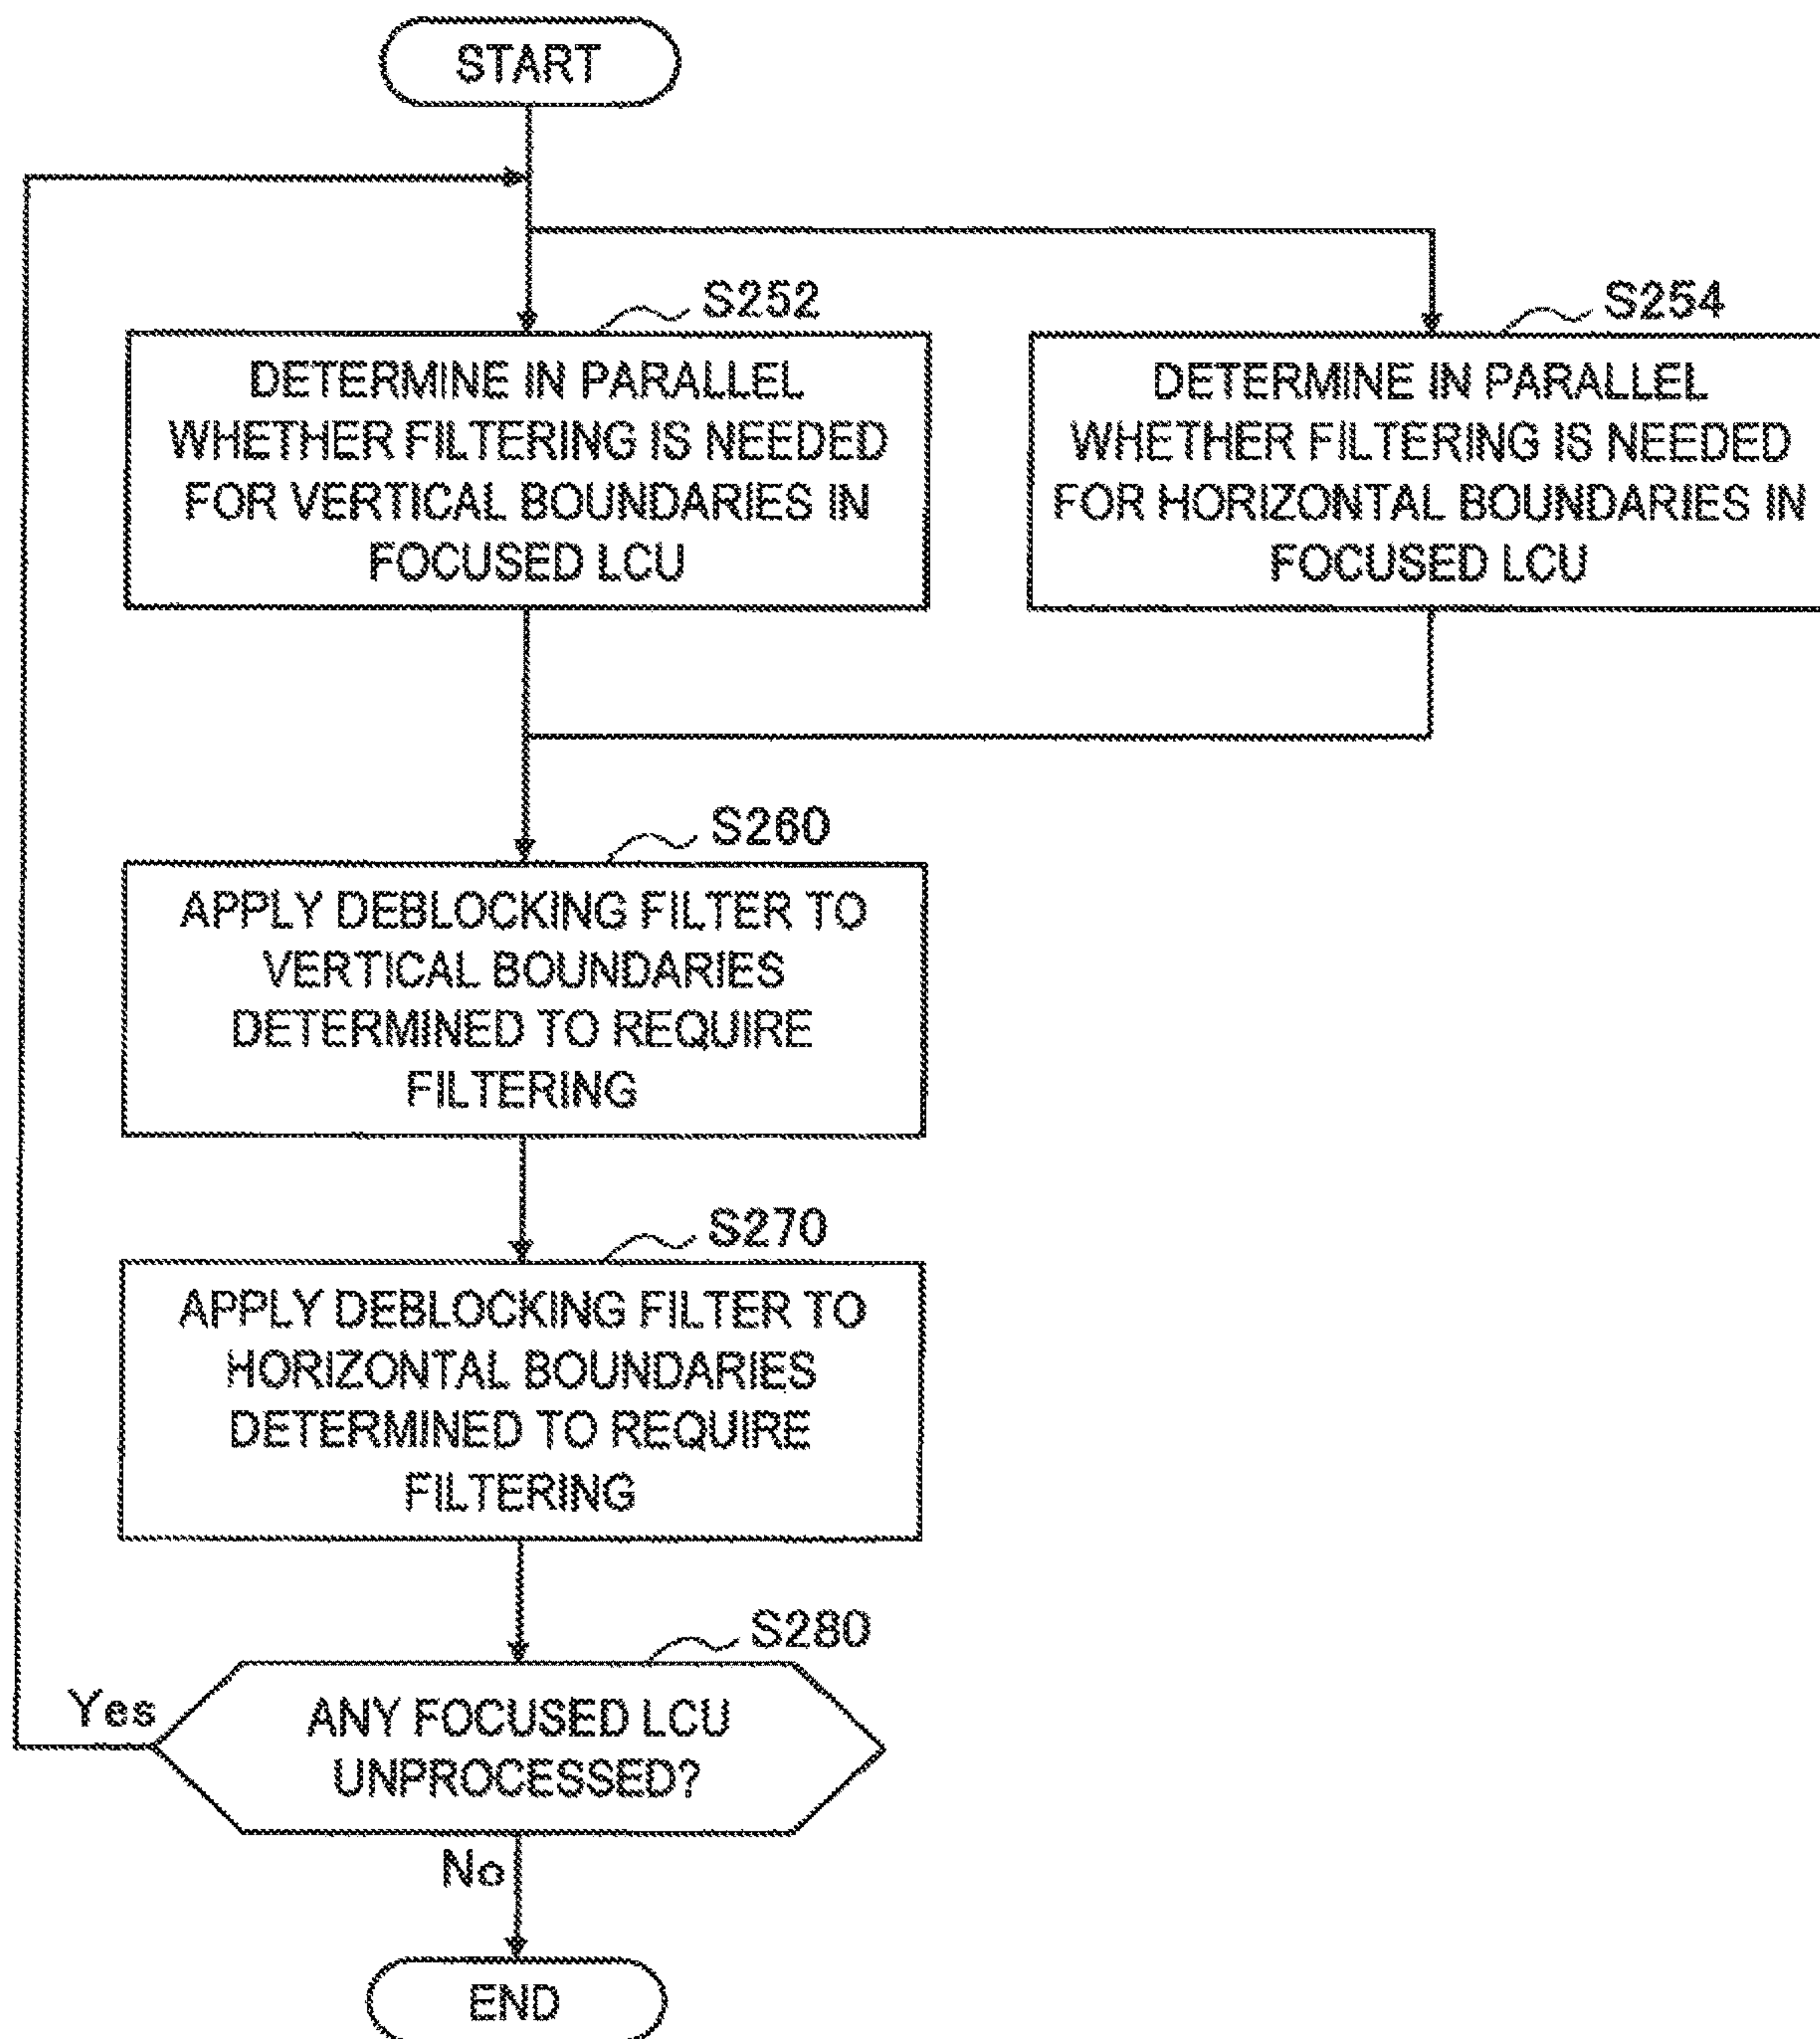 START
S252
DETERMINE IN PARALLEL
WHETHER FILTERING IS NEEDED
FOR VERTICAL BOUNDARIES IN
FOCUSED LCU
S254
DETERMINE IN PARALLEL
WHETHER FILTERING IS NEEDED
FOR HORIZONTAL BOUNDARIES IN
FOCUSED LCU
S260
APPLY DEBLOCKING FILTER TO
VERTICAL BOUNDARIES
DETERMINED TO REQUIRE
FILTERING
S270
APPLY DEBLOCKING FILTER TO
HORIZONTAL BOUNDARIES
DETERMINED TO REQUIRE
FILTERING
S280
Yes
ANY FOCUSED LCU
UNPROCESSED?
No
END